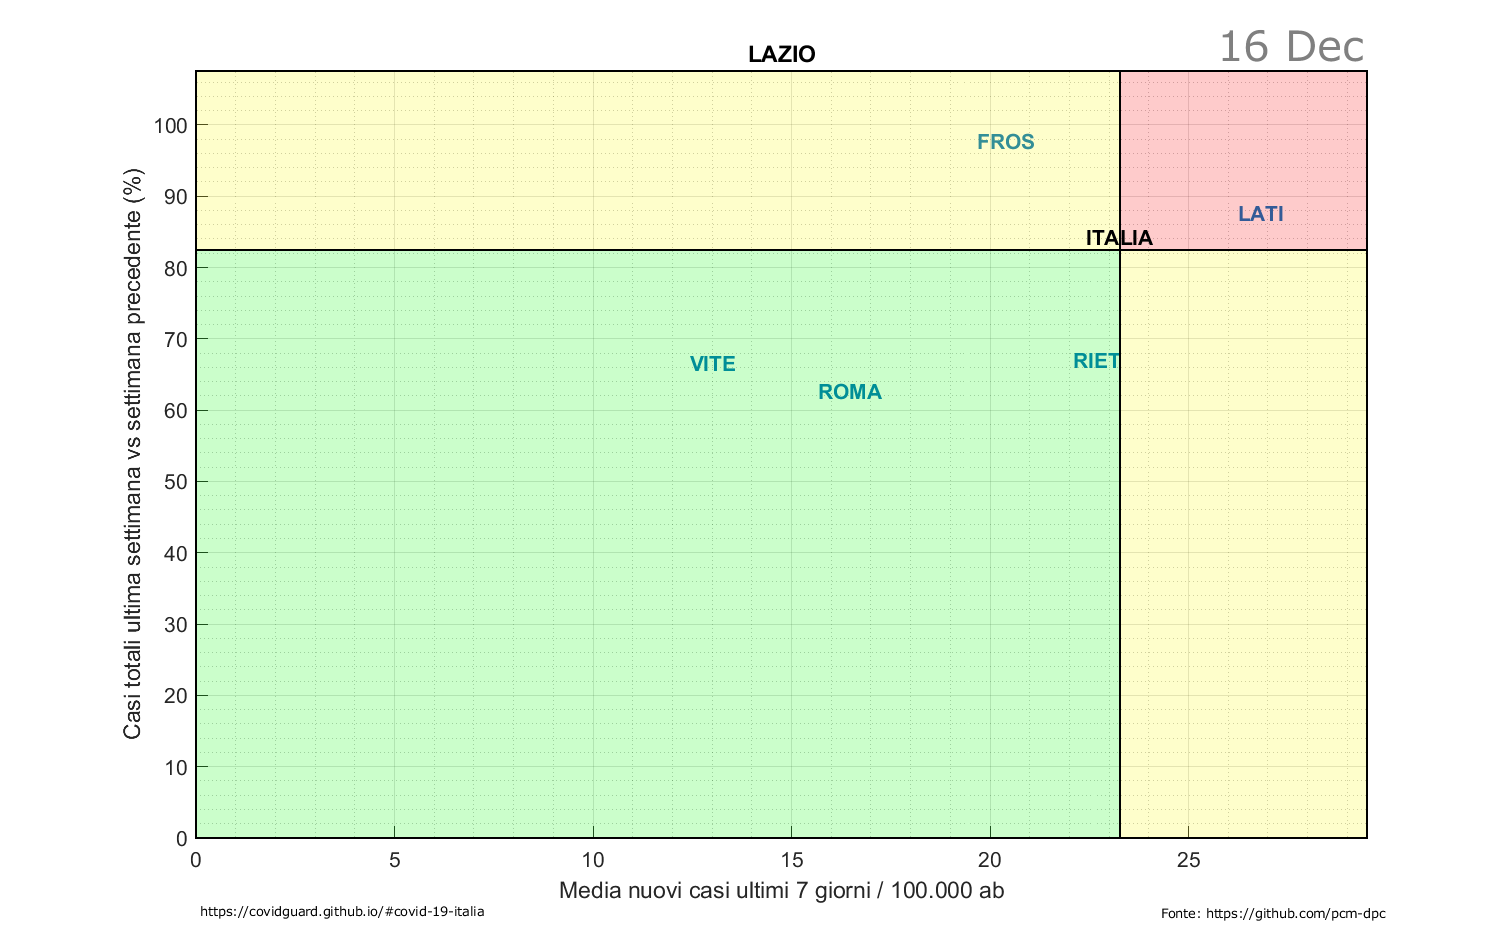 16 Dec
LAZIO
Casi totali ultima settimana vs settimana precedente (%)
100
90
80
70
60
50
40
30
20
10
0
FROS
LATI
ITALIA
VITE
RIET
ROMA
0 5 10 15 20 25
Media nuovi casi ultimi 7 giorni / 100.000 ab
https://covidguard.github.io/#covid-19-italia
Fonte: https://github.com/pcm-dpc